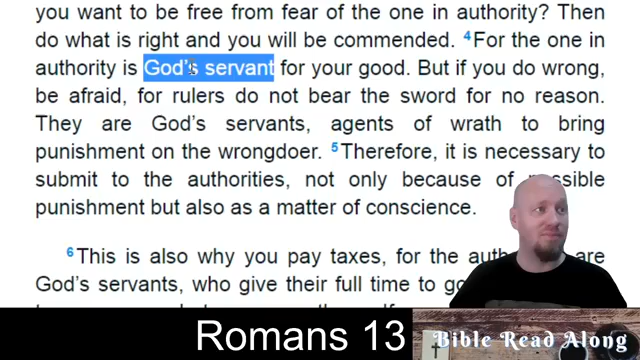 you want to be free from fear of the one in authority? Then
do what is right and you will be commended. 4For the one in
authority is God's servant for your good. But if you do wrong,
be afraid, for rulers do not bear the sword for no reason.
They are God's servants, agents of wrath to bring
punishment on the wrongdoer. 5Therefore, it is necessary to
submit to the authorities, not only because of possible
punishment but also as a matter of conscience.
6This is also why you pay taxes, for the are
God's servants, who give their full time to
Romans 13
Bible Read Along